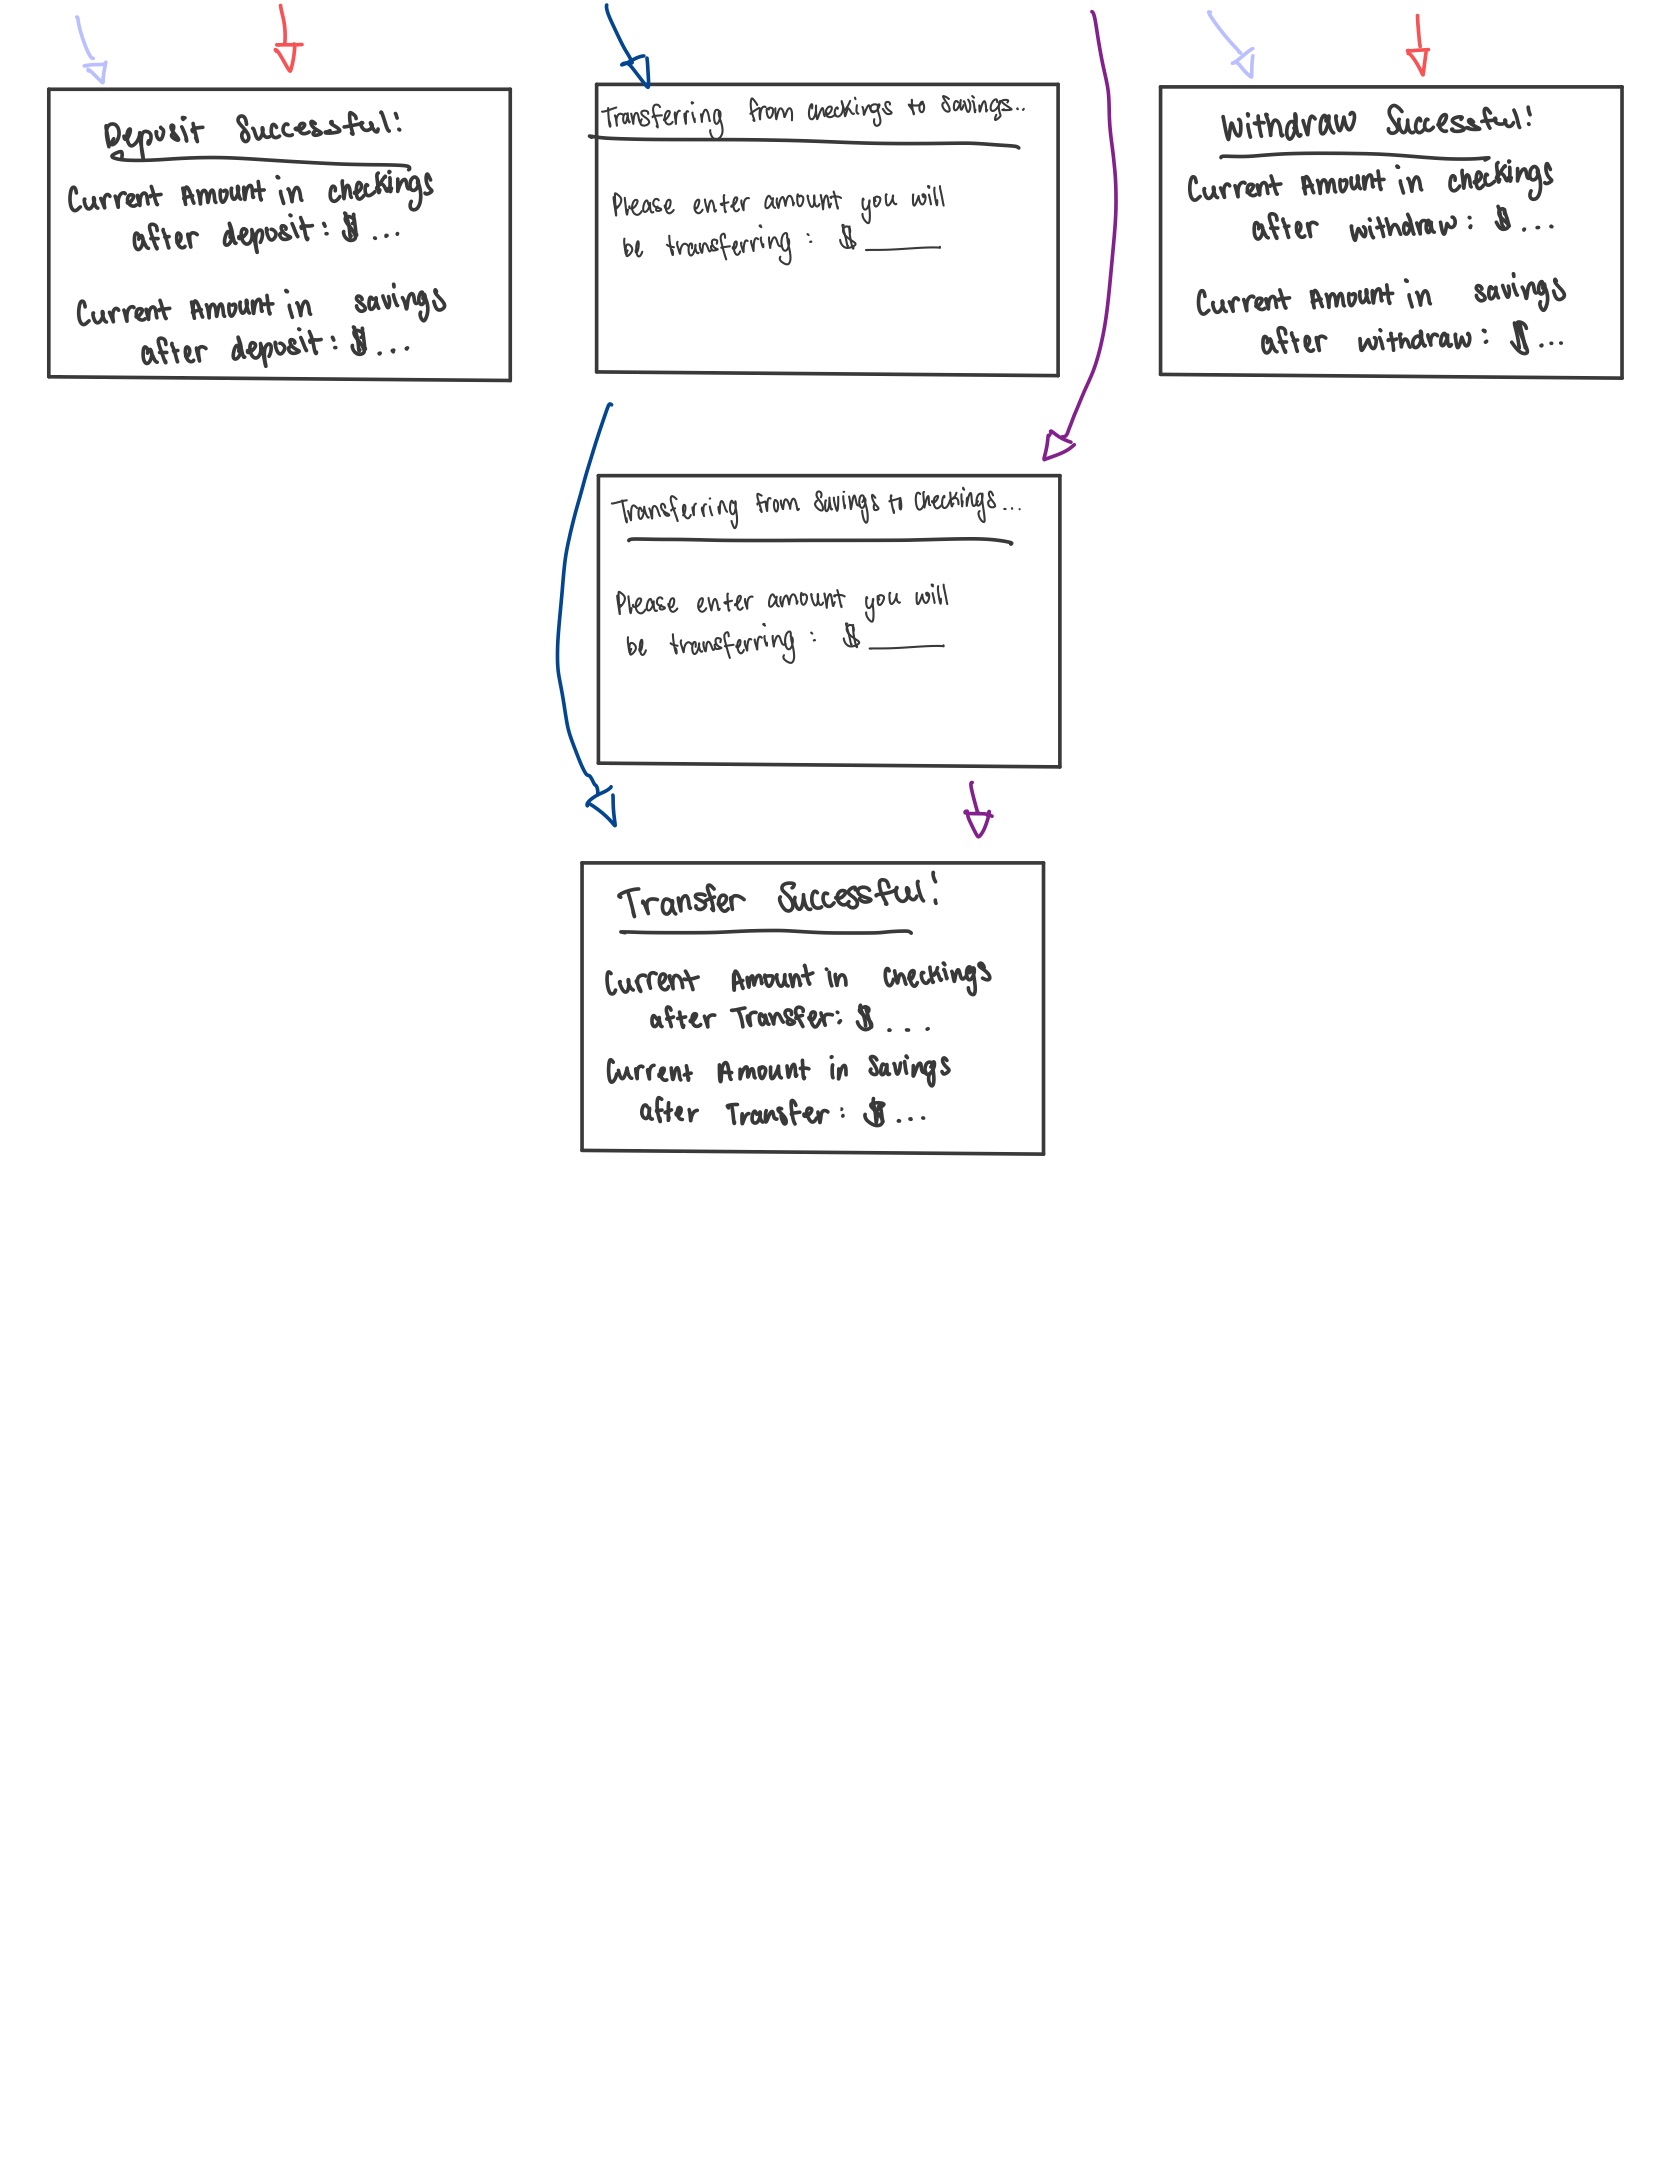 Deposit Successful!
Current Amount in checkings
after deposit: $ ...
Current Amount in savings
after deposit: $ ...
Transferring from checkings to savings...
Please enter amount you will
be transferring: $ ______
Withdraw Successful!
Current Amount in checkings
after withdraw: $ ...
Current Amount in savings
after withdraw: $ ...
Transferring from Savings to Checkings...
Please enter amount you will
be transferring: $ ______
Transfer Successful!
Current Amount in Checkings
after Transfer: $ ...
Current Amount in Savings
after Transfer: $ ...